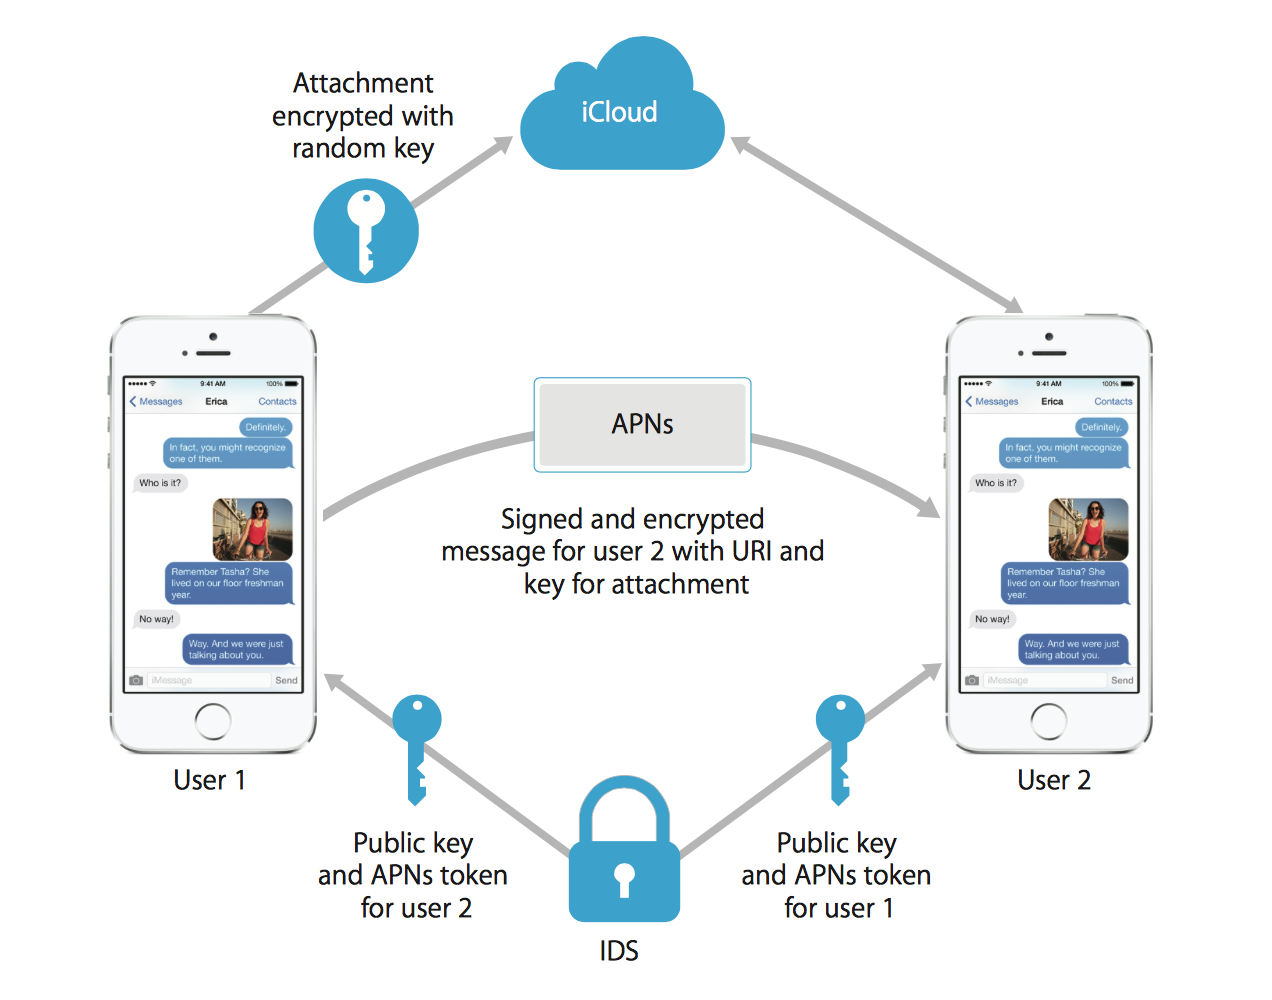 Attachment
encrypted with
random key
iCloud
9:41 AM
100%
Messages
Erica
Contacts
Definitely.
In fact, you might recognize
one of them.
Who is it?
Remember Tasha? She
lived on our floor freshman
year.
No way!
Way. And we were just
talking about you.
iMessage
Send
User 1
APNs
Signed and encrypted
message for user 2 with URI and
key for attachment
9:41 AM
100%
Messages
Erica
Contacts
Definitely.
In fact, you might recognize
one of them.
Who is it?
Remember Tasha? She
lived on our floor freshman
year.
No way!
Way. And we were just
talking about you.
iMessage
Send
User 2
Public key
and APNs token
for user 2
Public key
and APNs token
for user 1
IDS